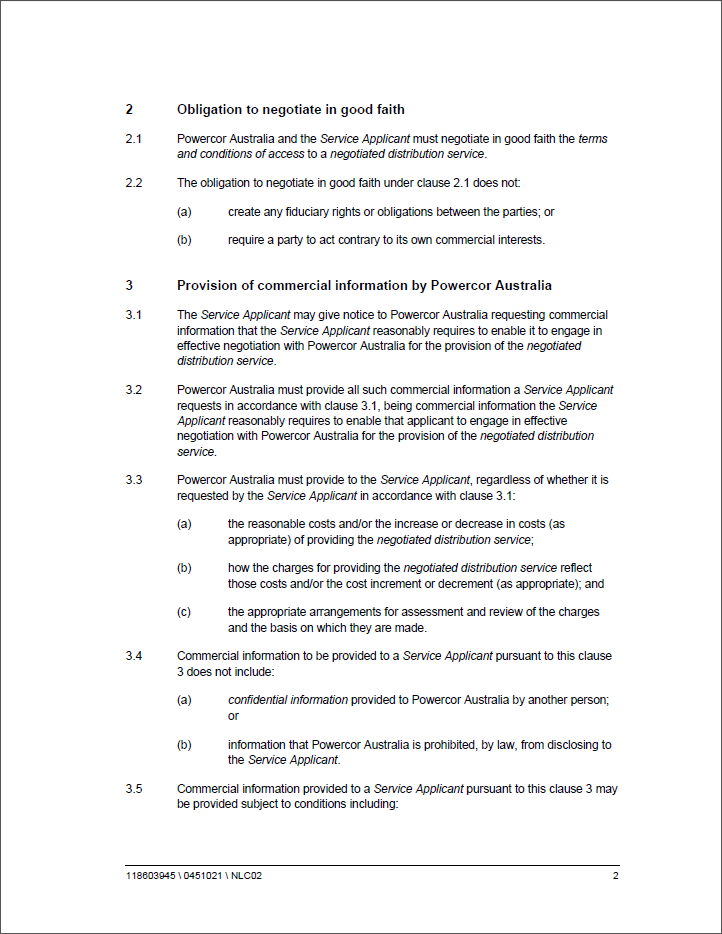 2 Obligation to negotiate in good faith
2.1 Powercor Australia and the Service Applicant must negotiate in good faith the terms
and conditions of access to a negotiated distribution service.
2.2 The obligation to negotiate in good faith under clause 2.1 does not:
(a) create any fiduciary rights or obligations between the parties; or
(b) require a party to act contrary to its own commercial interests.
3 Provision of commercial information by Powercor Australia
3.1 The Service Applicant may give notice to Powercor Australia requesting commercial
information that the Service Applicant reasonably requires to enable it to engage in
effective negotiation with Powercor Australia for the provision of the negotiated
distribution service.
3.2 Powercor Australia must provide all such commercial information a Service Applicant
requests in accordance with clause 3.1, being commercial information the Service
Applicant reasonably requires to enable that applicant to engage in effective
negotiation with Powercor Australia for the provision of the negotiated distribution
service.
3.3 Powercor Australia must provide to the Service Applicant, regardless of whether it is
requested by the Service Applicant in accordance with clause 3.1:
(a) the reasonable costs and/or the increase or decrease in costs (as
appropriate) of providing the negotiated distribution service;
(b) how the charges for providing the negotiated distribution service reflect
those costs and/or the cost increment or decrement (as appropriate); and
(c) the appropriate arrangements for assessment and review of the charges
and the basis on which they are made.
3.4 Commercial information to be provided to a Service Applicant pursuant to this clause
3 does not include:
(a) confidential information provided to Powercor Australia by another person;
or
(b) information that Powercor Australia is prohibited, by law, from disclosing to
the Service Applicant.
3.5 Commercial information provided to a Service Applicant pursuant to this clause 3 may
be provided subject to conditions including:
118603945 \ 0451021 \ NLC02 2